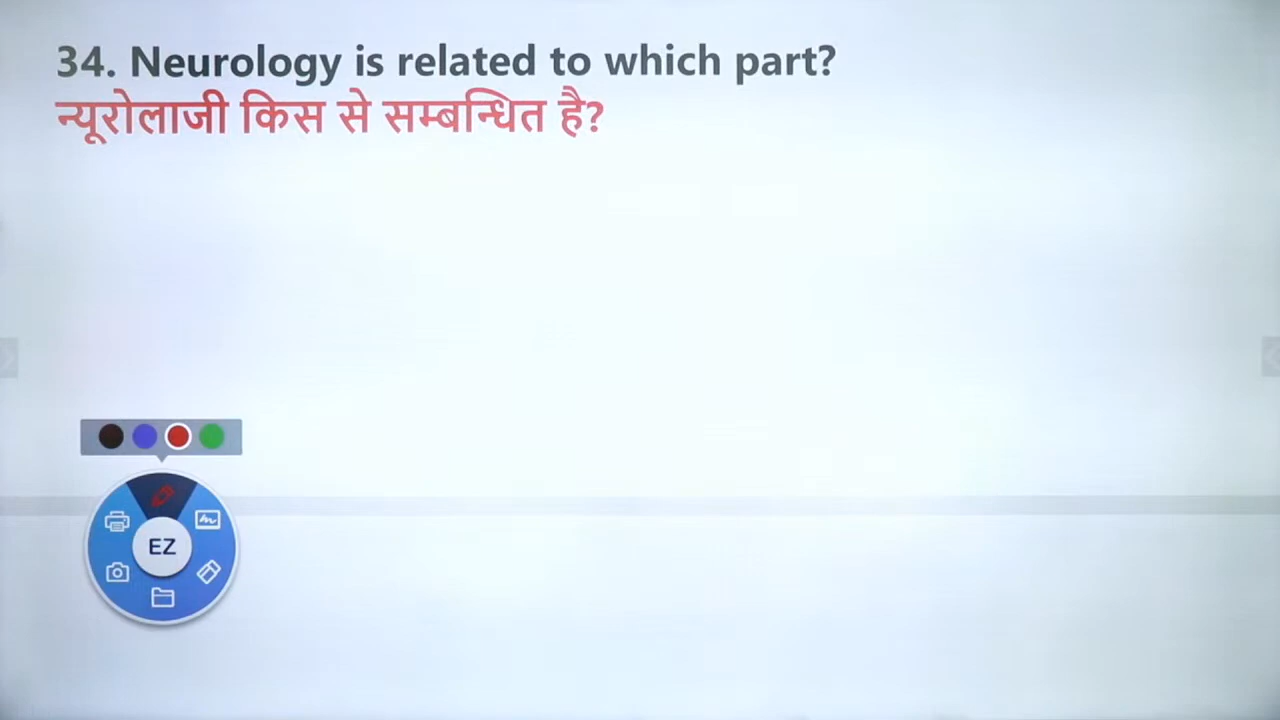 34. Neurology is related to which part?
न्यूरोलाजी किस से सम्बन्धित है?
EZ